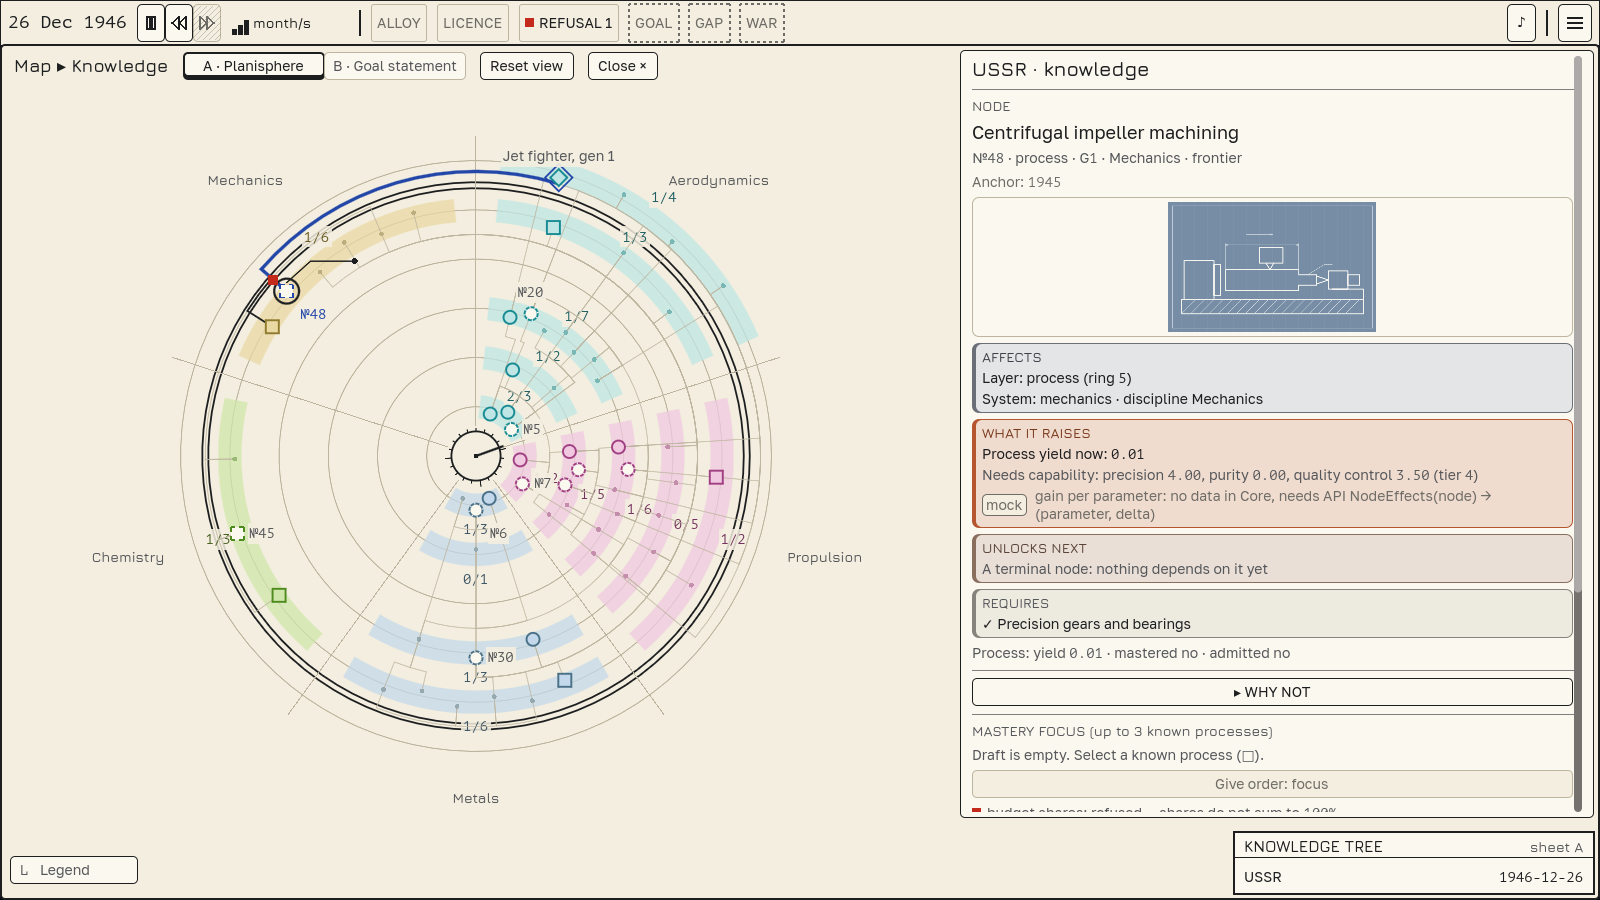 26 Dec 1946
month/s
ALLOY
LICENCE
REFUSAL 1
GOAL
GAP
WAR
♪
Map ▸ Knowledge
A · Planisphere
B · Goal statement
Reset view
Close ×
Jet fighter, gen 1
Mechanics
Aerodynamics
1/4
1/6
1/3
№20
№48
1/7
1/2
2/3
№5
№7
1/5
1/6
0/5
1/2
1/3
№6
0/1
№45
1/3
Chemistry
Propulsion
№30
1/3
1/6
Metals
L Legend
USSR · knowledge
NODE
Centrifugal impeller machining
№48 · process · G1 · Mechanics · frontier
Anchor: 1945
AFFECTS
Layer: process (ring 5)
System: mechanics · discipline Mechanics
WHAT IT RAISES
Process yield now: 0.01
Needs capability: precision 4.00, purity 0.00, quality control 3.50 (tier 4)
mock
gain per parameter: no data in Core, needs API NodeEffects(node) →
(parameter, delta)
UNLOCKS NEXT
A terminal node: nothing depends on it yet
REQUIRES
✓ Precision gears and bearings
Process: yield 0.01 · mastered no · admitted no
▸ WHY NOT
MASTERY FOCUS (up to 3 known processes)
Draft is empty. Select a known process (□).
Give order: focus
KNOWLEDGE TREE
sheet A
USSR
1946-12-26